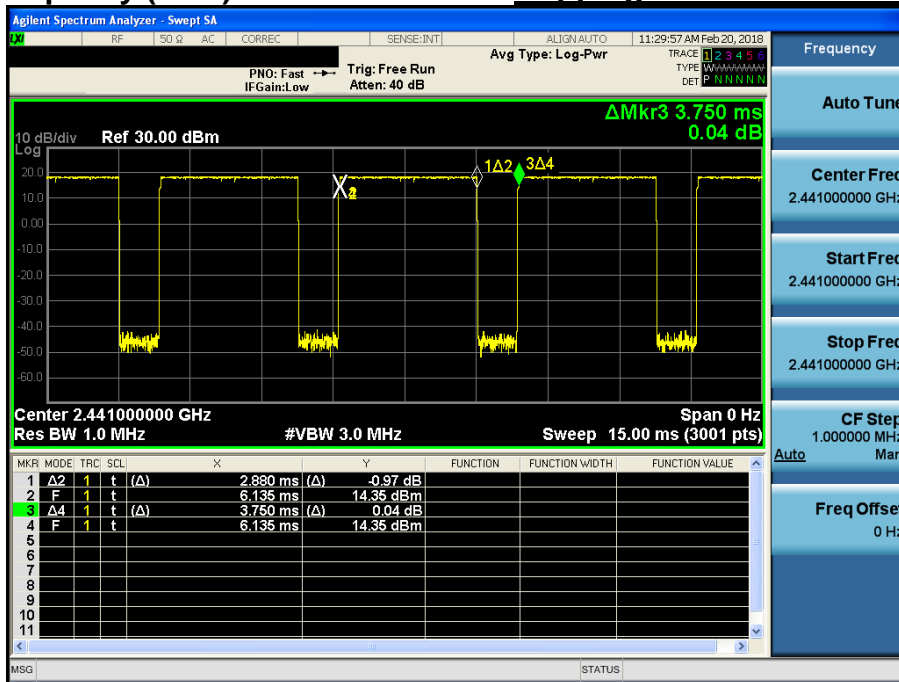 Agilent Spectrum Analyzer - Swept SA
LXI RF 50 Ω AC CORREC SENSE:INT ALIGN AUTO 11:29:57 AM Feb 20, 2018
Avg Type: Log-Pwr
TRACE 1 2 3 4 5 6
TYPE WWWWWW
DET P N N N N N
PNO: Fast
IFGain:Low
Trig: Free Run
Atten: 40 dB
ΔMkr3 3.750 ms
0.04 dB
10 dB/div Ref 30.00 dBm
Log
20.0
10.0
0.00
-10.0
-20.0
-30.0
-40.0
-50.0
-60.0
1Δ2
3Δ4
Center 2.441000000 GHz Span 0 Hz
Res BW 1.0 MHz #VBW 3.0 MHz Sweep 15.00 ms (3001 pts)
MKR MODE TRC SCL X Y FUNCTION FUNCTION WIDTH FUNCTION VALUE
1 Δ2 1 t (Δ) 2.880 ms (Δ) -0.97 dB
2 F 1 t 6.135 ms 14.35 dBm
3 Δ4 1 t (Δ) 3.750 ms (Δ) 0.04 dB
4 F 1 t 6.135 ms 14.35 dBm
5
6
7
8
9
10
11
MSG STATUS
Frequency
Auto Tune
Center Freq
2.441000000 GHz
Start Freq
2.441000000 GHz
Stop Freq
2.441000000 GHz
CF Step
1.000000 MHz
Auto Man
Freq Offset
0 Hz